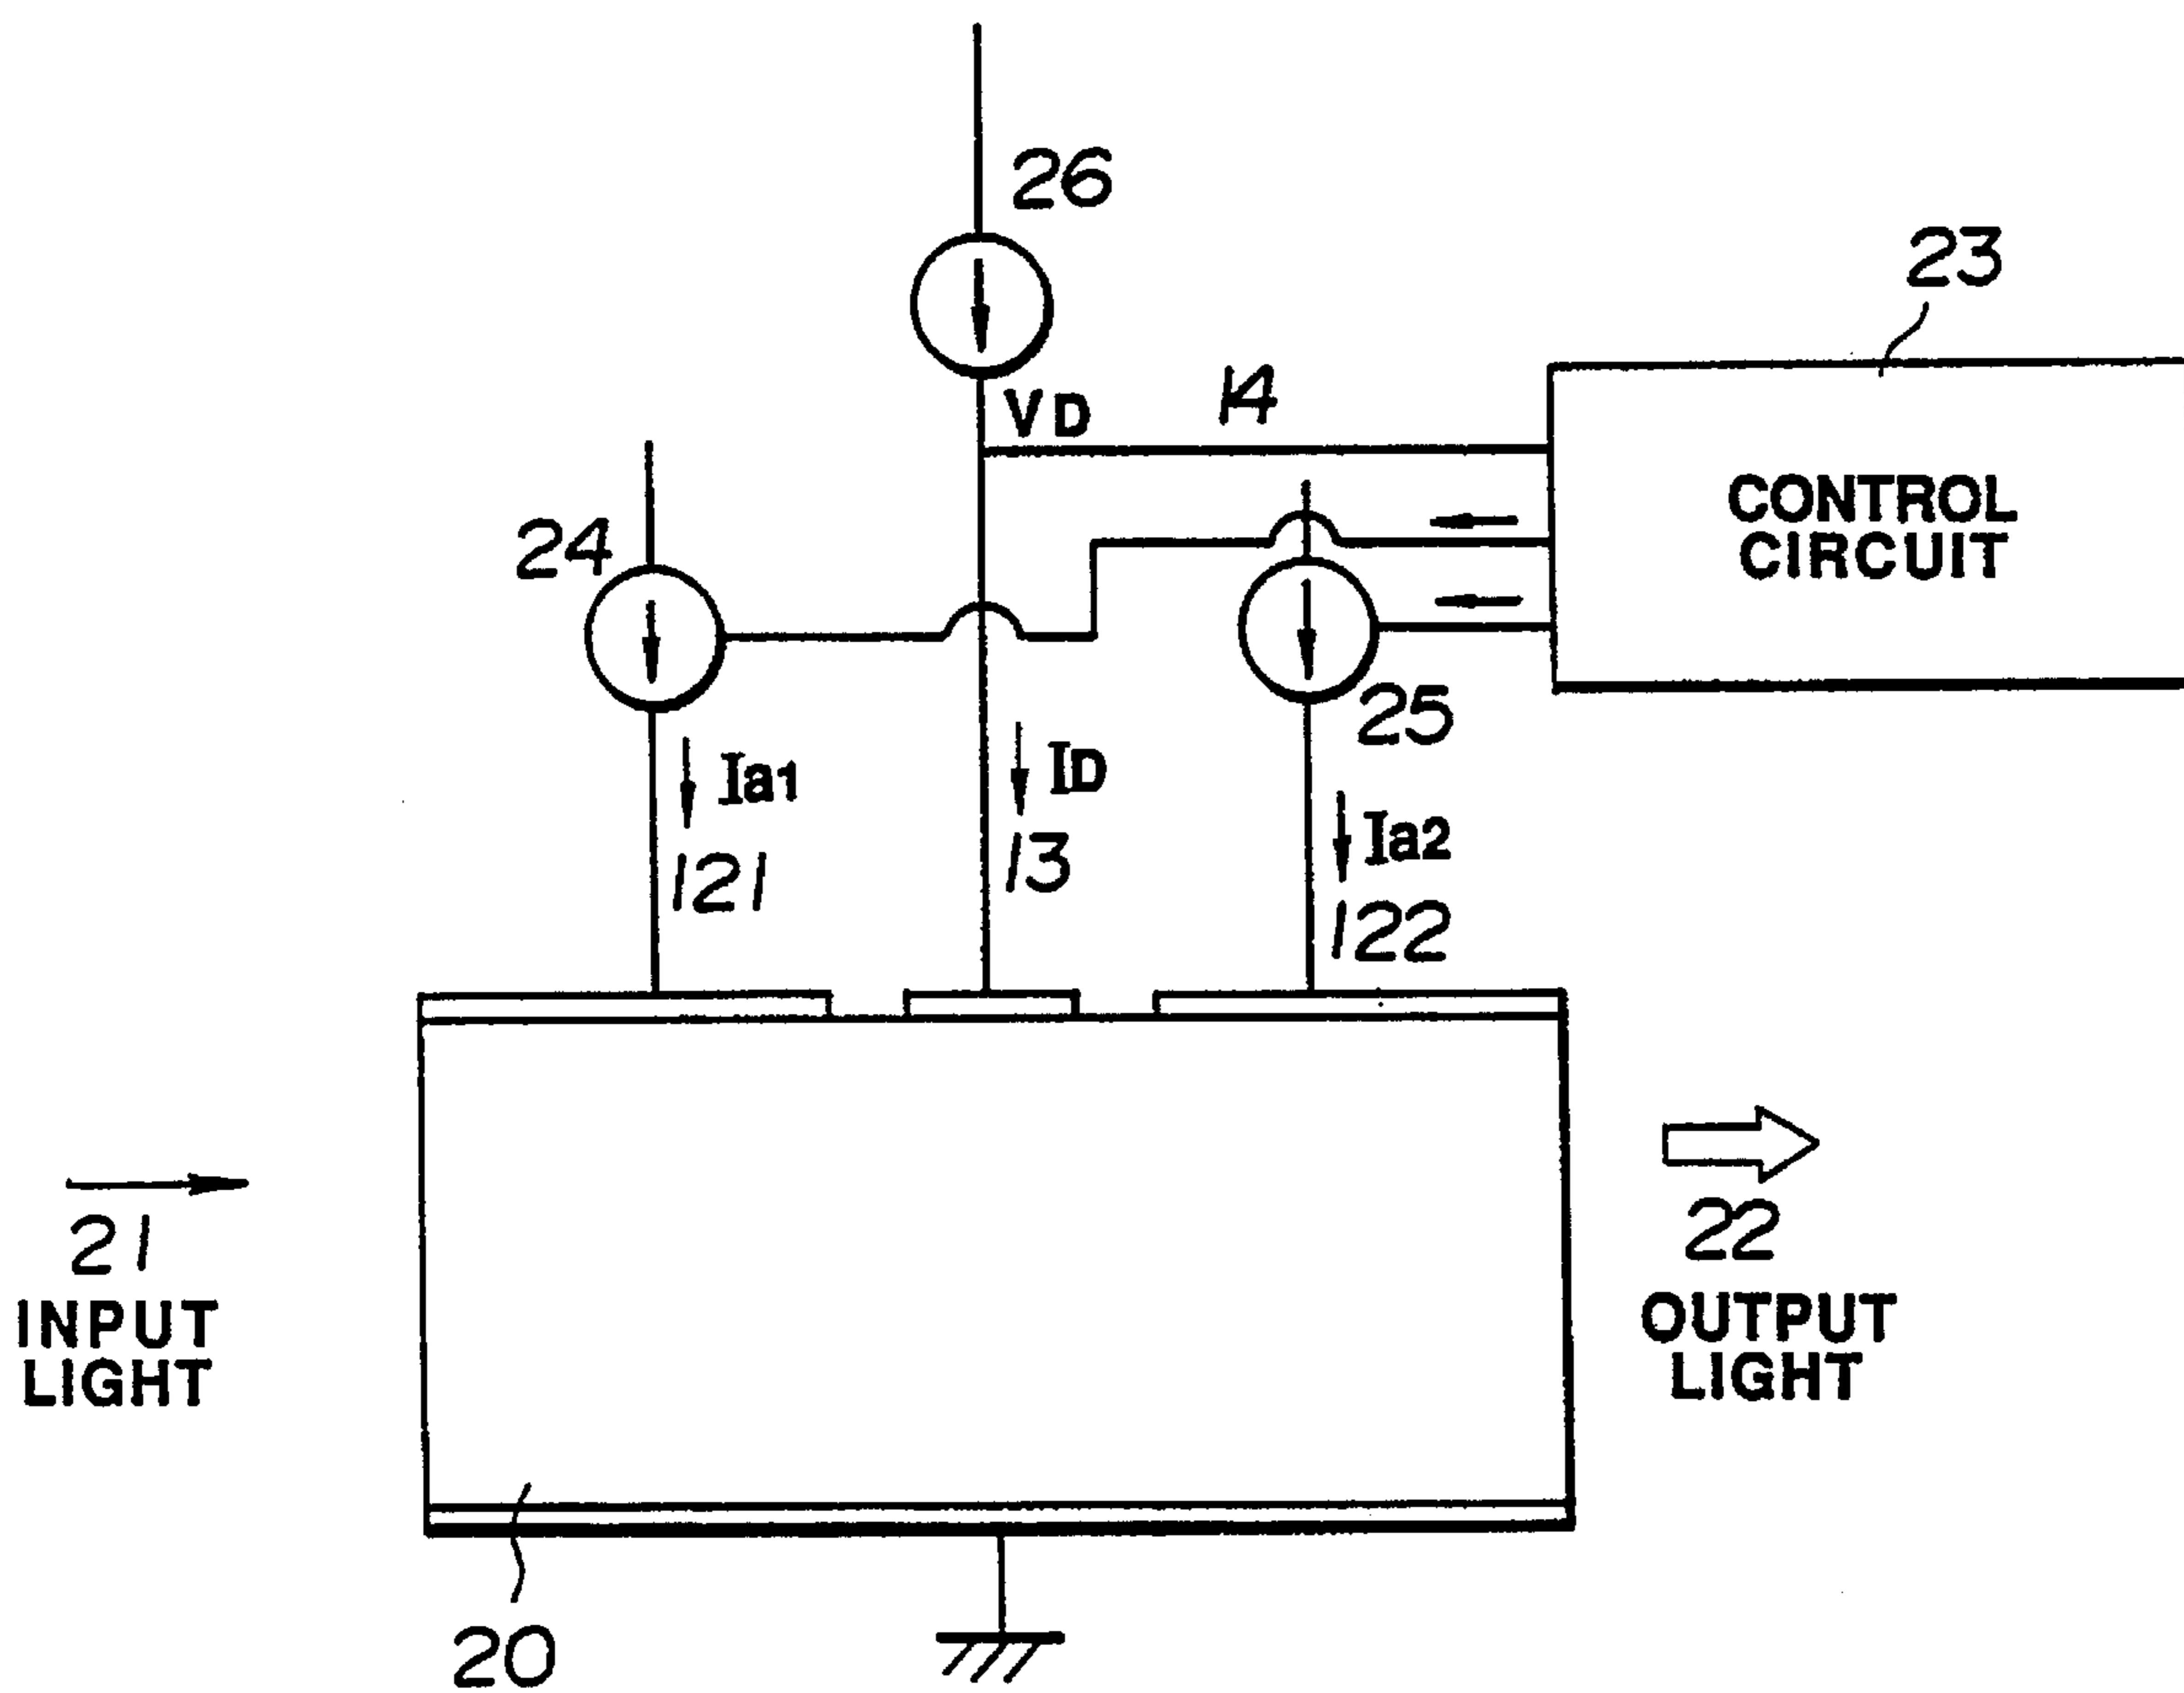 26
23
VD
14
24
CONTROL
CIRCUIT
25
Ia1
ID
Ia2
121
13
122
21
INPUT
LIGHT
22
OUTPUT
LIGHT
20